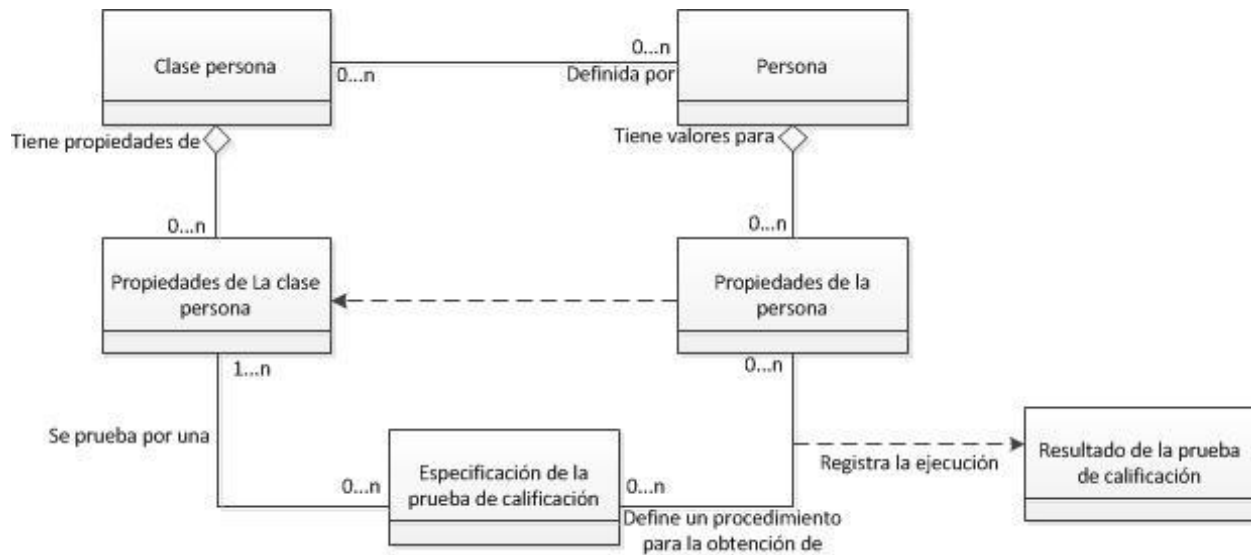 Clase persona
0...n
0...n
Definida por
Persona
Tiene propiedades de
Tiene valores para
0...n
0...n
Propiedades de La clase
persona
Propiedades de la
persona
1...n
0...n
Se prueba por una
Especificación de la
prueba de calificación
0...n
0...n
Define un procedimiento
para la obtención de
Registra la ejecución
Resultado de la prueba
de calificación